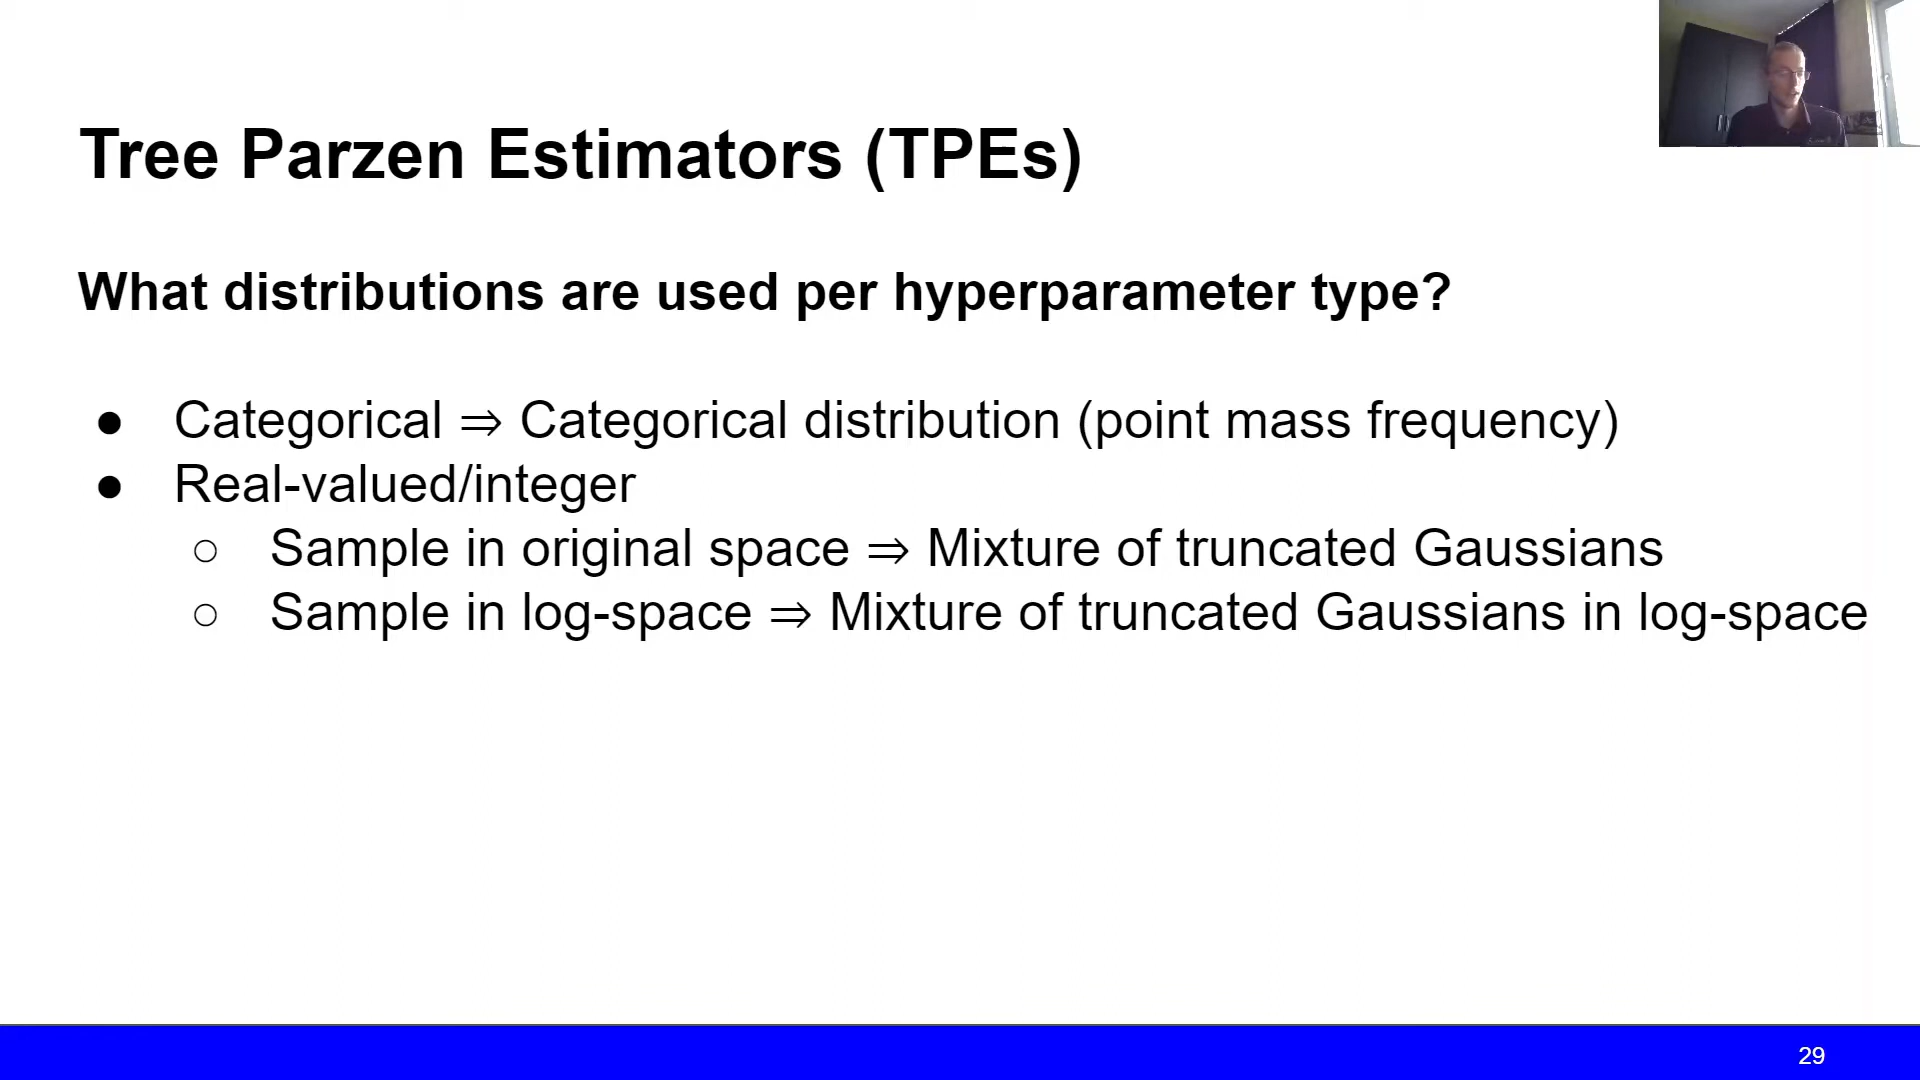 Tree Parzen Estimators (TPEs)
What distributions are used per hyperparameter type?
● Categorical ⇒ Categorical distribution (point mass frequency)
● Real-valued/integer
○ Sample in original space ⇒ Mixture of truncated Gaussians
○ Sample in log-space ⇒ Mixture of truncated Gaussians in log-space
29